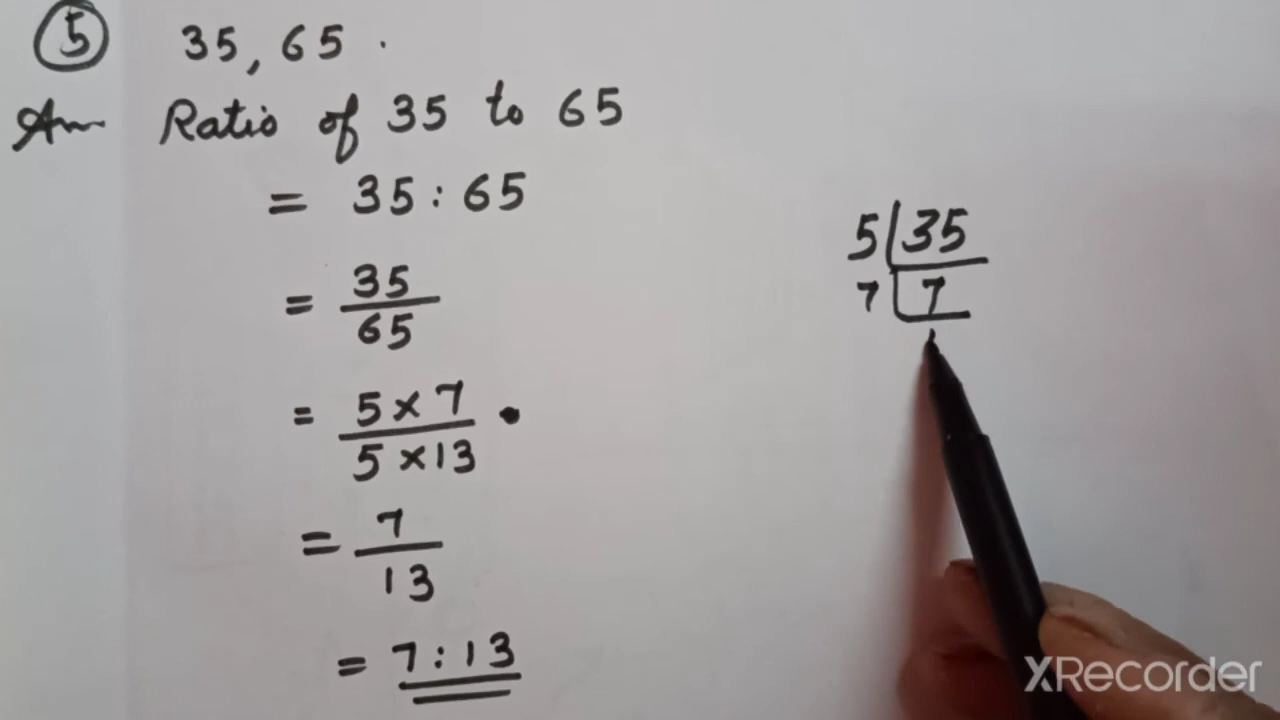 ⑤ 35, 65.
Ans Ratio of 35 to 65
= 35 : 65
= 35
65
= 5 × 7
5 × 13
= 7
13
= 7 : 13
5 35
7 7
1
XRecorder